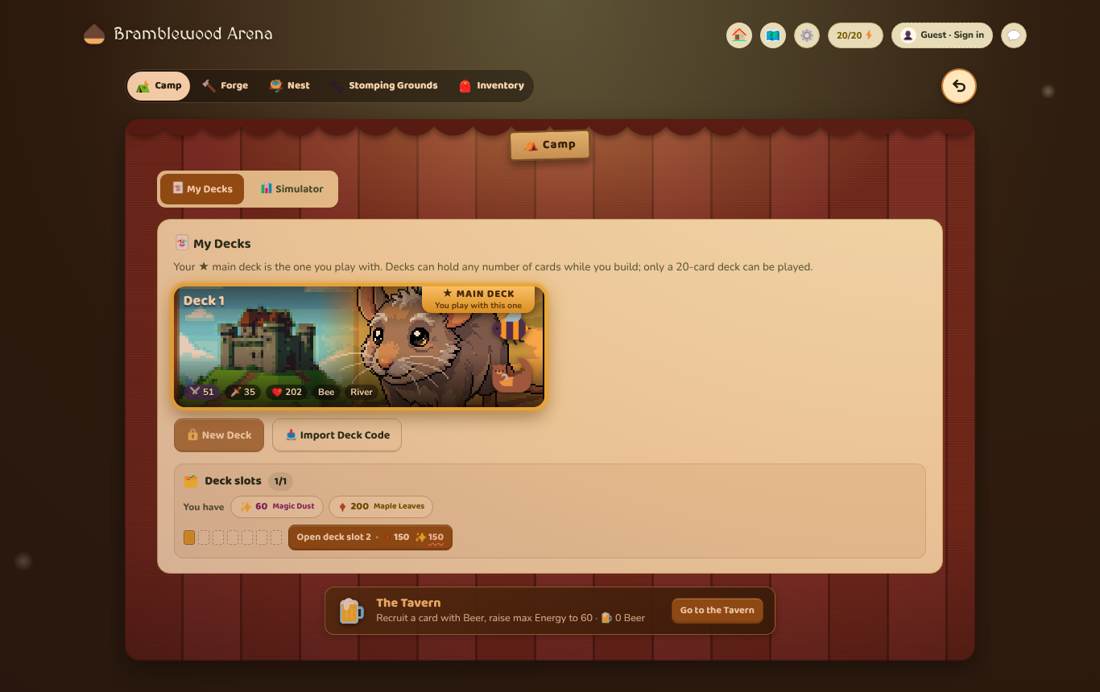 Bramblewood Arena
20/20
Guest · Sign in
Camp
Forge
Nest
Stomping Grounds
Inventory
Camp
My Decks
Simulator
My Decks
Your ★ main deck is the one you play with. Decks can hold any number of cards while you build; only a 20-card deck can be played.
Deck 1
★ MAIN DECK
You play with this one
51
35
202
Bee
River
New Deck
Import Deck Code
Deck slots
1/1
You have
60 Magic Dust
200 Maple Leaves
Open deck slot 2 · 150 150
The Tavern
Recruit a card with Beer, raise max Energy to 60 · 0 Beer
Go to the Tavern